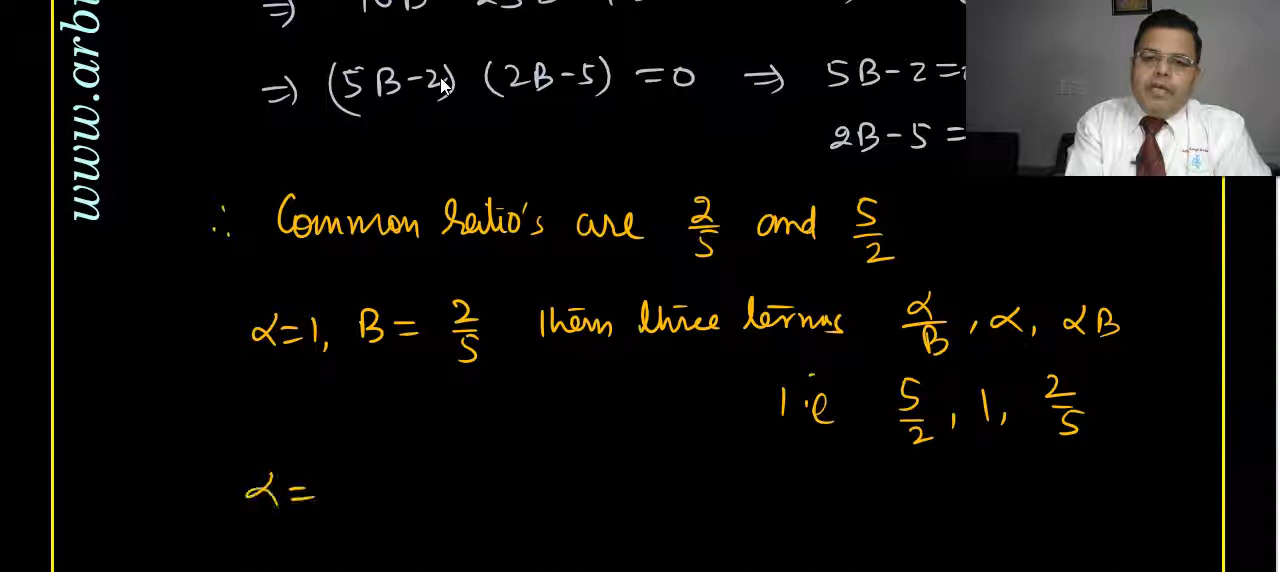 www.arbi
⇒ (5B-2) (2B-5) = 0 ⇒ 5B-2=
2B-5 =
∴ Common ratio's are 2/5 and 5/2
α=1, B = 2/5 then three terms α/B, α, αB
i.e 5/2, 1, 2/5
α =